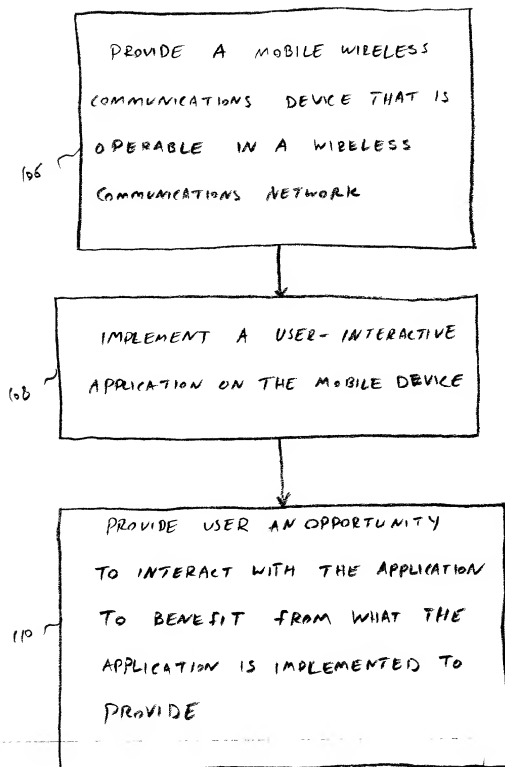 PROVIDE A MOBILE WIRELESS
COMMUNICATIONS DEVICE THAT IS
OPERABLE IN A WIRELESS
COMMUNICATIONS NETWORK
106
IMPLEMENT A USER-INTERACTIVE
APPLICATION ON THE MOBILE DEVICE
108
PROVIDE USER AN OPPORTUNITY
TO INTERACT WITH THE APPLICATION
TO BENEFIT FROM WHAT THE
APPLICATION IS IMPLEMENTED TO
PROVIDE
110